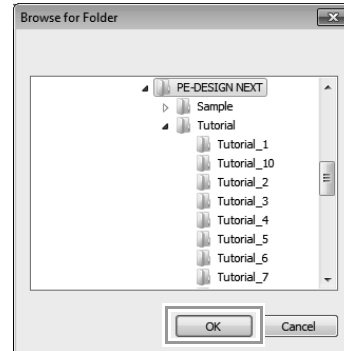 Browse for Folder
PE-DESIGN NEXT
Sample
Tutorial
Tutorial_1
Tutorial_10
Tutorial_2
Tutorial_3
Tutorial_4
Tutorial_5
Tutorial_6
Tutorial_7
OK Cancel